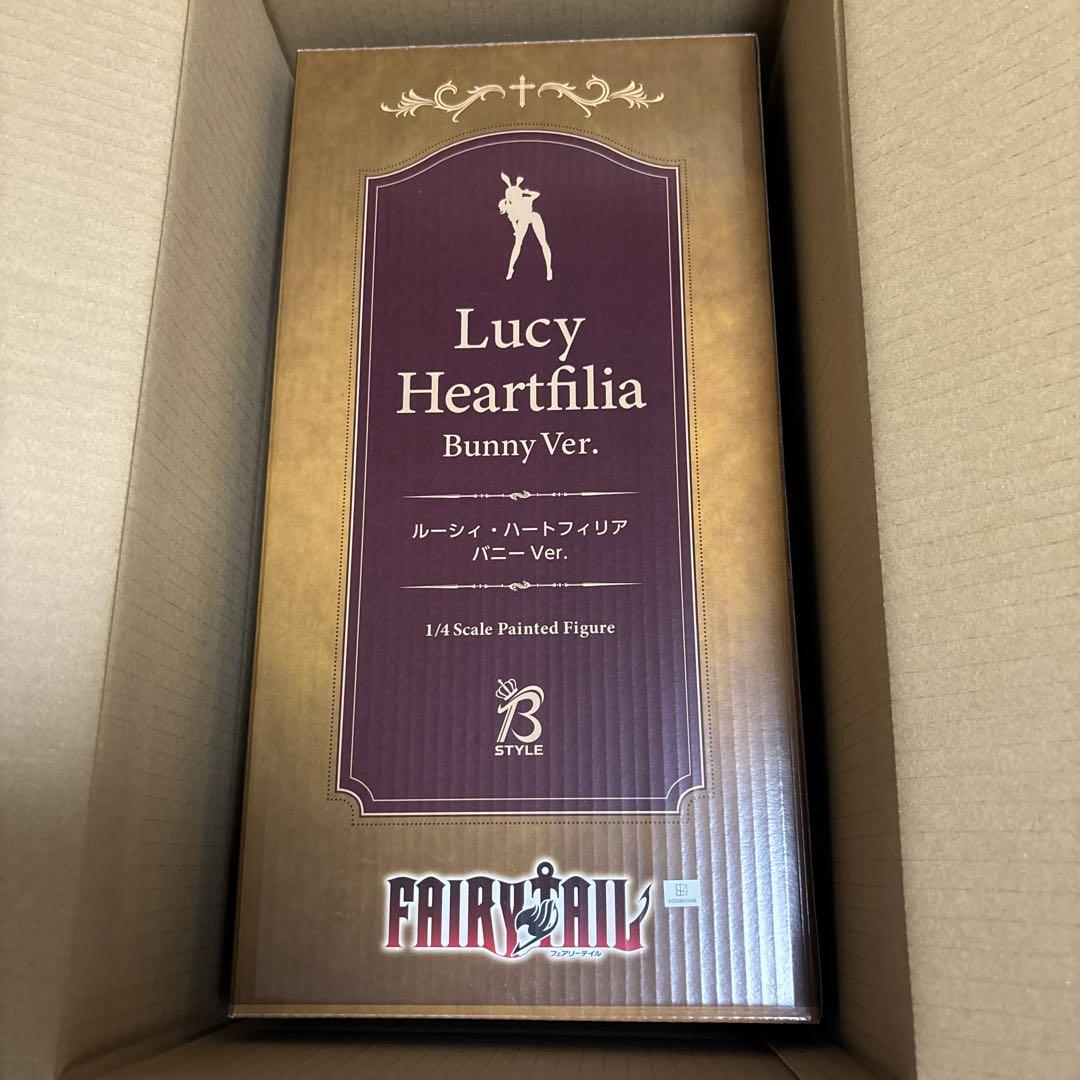 Lucy
Heartfilia
Bunny Ver.
ルーシィ・ハートフィリア
バニー Ver.
1/4 Scale Painted Figure
B
STYLE
FAIRY TAIL
フェアリーテイル
KODANSHA